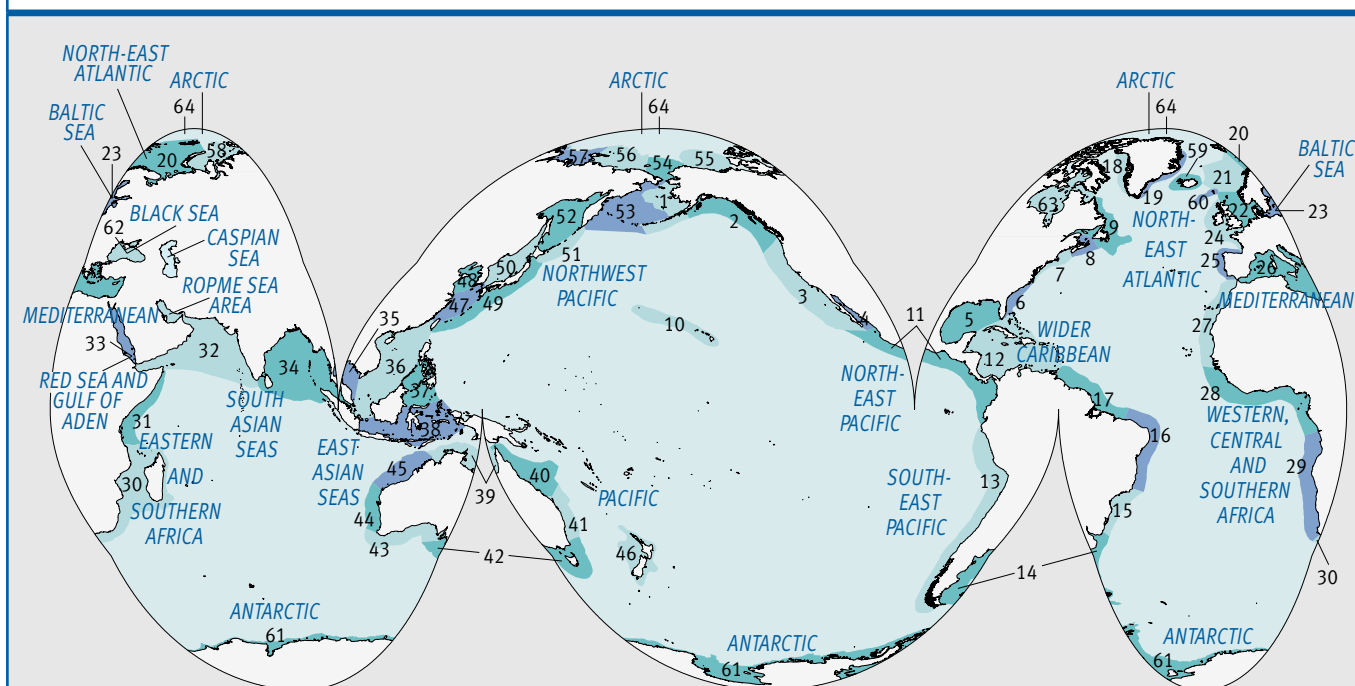 NORTH-EAST
ATLANTIC
ARCTIC
64
BALTIC
SEA
23
20
58
62
BLACK SEA
CASPIAN
SEA
ROPME SEA
AREA
MEDITERRANEAN
33
32
34
RED SEA AND
GULF OF
ADEN
SOUTH
ASIAN
SEAS
31
EASTERN
AND
SOUTHERN
AFRICA
30
EAST
ASIAN
SEAS
45
44
43
42
39
ANTARCTIC
61
ARCTIC
64
57
56
54
55
1
53
52
2
51
50
NORTHWEST
PACIFIC
48
47
49
35
36
37
38
10
3
4
11
NORTH-
EAST
PACIFIC
40
41
46
PACIFIC
13
SOUTH-
EAST
PACIFIC
14
ANTARCTIC
61
ARCTIC
64
20
59
BALTIC
SEA
18
21
63
19
60
22
23
9
NORTH-
EAST
ATLANTIC
24
8
25
26
7
MEDITERRANEAN
6
5
27
WIDER
CARIBBEAN
12
28
17
WESTERN,
CENTRAL
AND
SOUTHERN
AFRICA
16
29
15
30
ANTARCTIC
61